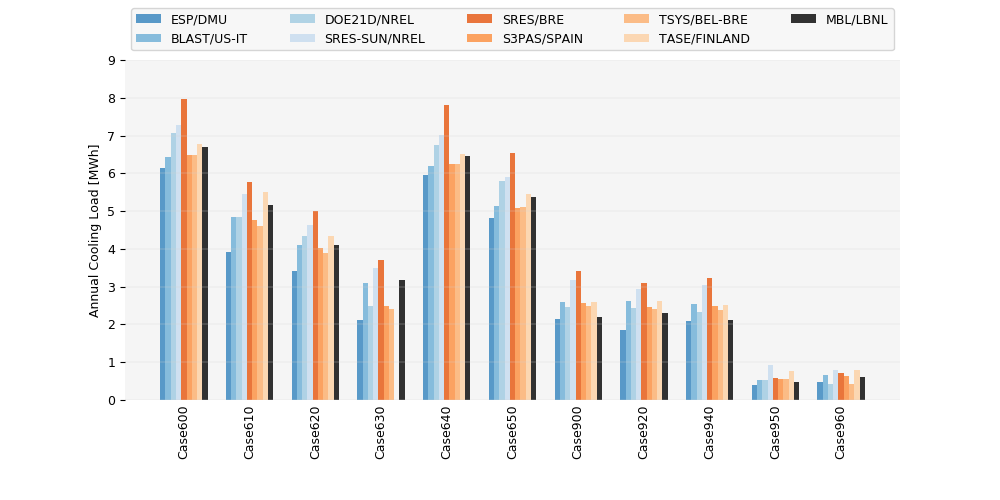 ESP/DMU DOE21D/NREL SRES/BRE TSYS/BEL-BRE MBL/LBNL
BLAST/US-IT SRES-SUN/NREL S3PAS/SPAIN TASE/FINLAND
9
8
7
6
5
4
3
2
1
0
Annual Cooling Load [MWh]
Case600
Case610
Case620
Case630
Case640
Case650
Case900
Case920
Case940
Case950
Case960